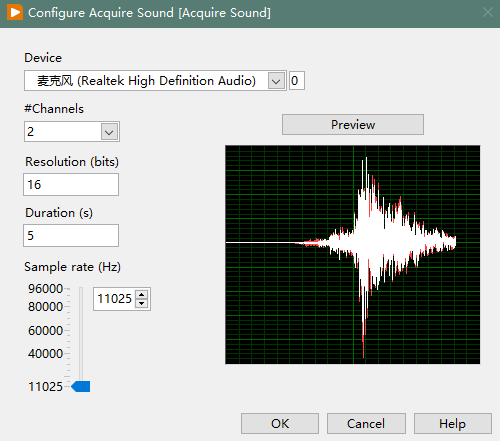 Configure Acquire Sound [Acquire Sound]
Device
麦克风 (Realtek High Definition Audio)
0
#Channels
2
Preview
Resolution (bits)
16
Duration (s)
5
Sample rate (Hz)
96000
11025
80000
60000
40000
11025
OK
Cancel
Help